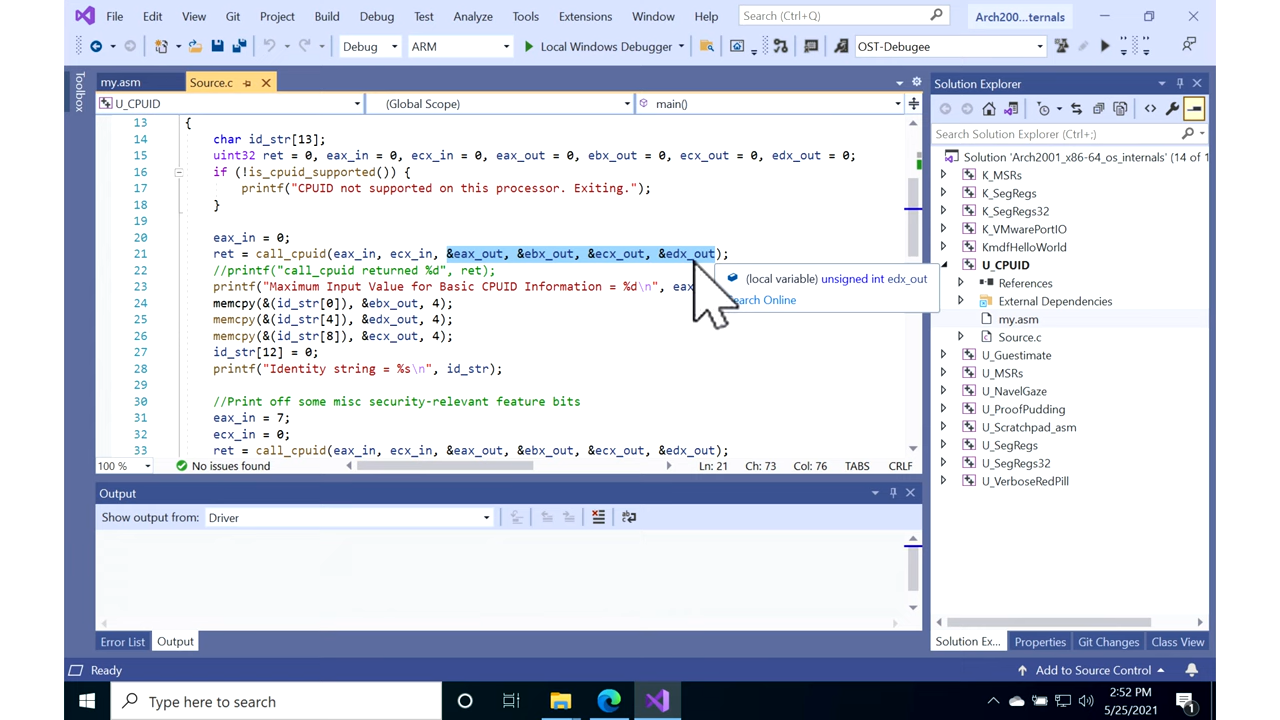 File Edit View Git Project Build Debug Test Analyze Tools Extensions Window Help Search (Ctrl+Q) Arch200...ternals
Debug ARM Local Windows Debugger OST-Debugee
Toolbox
my.asm Source.c
U_CPUID (Global Scope) main()
13 {
14 char id_str[13];
15 uint32 ret = 0, eax_in = 0, ecx_in = 0, eax_out = 0, ebx_out = 0, ecx_out = 0, edx_out = 0;
16 if (!is_cpuid_supported()) {
17 printf("CPUID not supported on this processor. Exiting.");
18 }
19
20 eax_in = 0;
21 ret = call_cpuid(eax_in, ecx_in, &eax_out, &ebx_out, &ecx_out, &edx_out);
22 //printf("call_cpuid returned %d", ret);
23 printf("Maximum Input Value for Basic CPUID Information = %d\n", eax
24 memcpy(&(id_str[0]), &ebx_out, 4);
25 memcpy(&(id_str[4]), &edx_out, 4);
26 memcpy(&(id_str[8]), &ecx_out, 4);
27 id_str[12] = 0;
28 printf("Identity string = %s\n", id_str);
29
30 //Print off some misc security-relevant feature bits
31 eax_in = 7;
32 ecx_in = 0;
33 ret = call_cpuid(eax_in, ecx_in, &eax_out, &ebx_out, &ecx_out, &edx_out);
(local variable) unsigned int edx_out
Search Online
100 % No issues found Ln: 21 Ch: 73 Col: 76 TABS CRLF
Output
Show output from: Driver
Error List Output
Solution Explorer
Search Solution Explorer (Ctrl+;)
Solution 'Arch2001_x86-64_os_internals' (14 of 1
K_MSRs
K_SegRegs
K_SegRegs32
K_VMwarePortIO
KmdfHelloWorld
U_CPUID
References
External Dependencies
my.asm
Source.c
U_Guestimate
U_MSRs
U_NavelGaze
U_ProofPudding
U_Scratchpad_asm
U_SegRegs
U_SegRegs32
U_VerboseRedPill
Solution Ex... Properties Git Changes Class View
Ready Add to Source Control
Type here to search
2:52 PM
5/25/2021
1